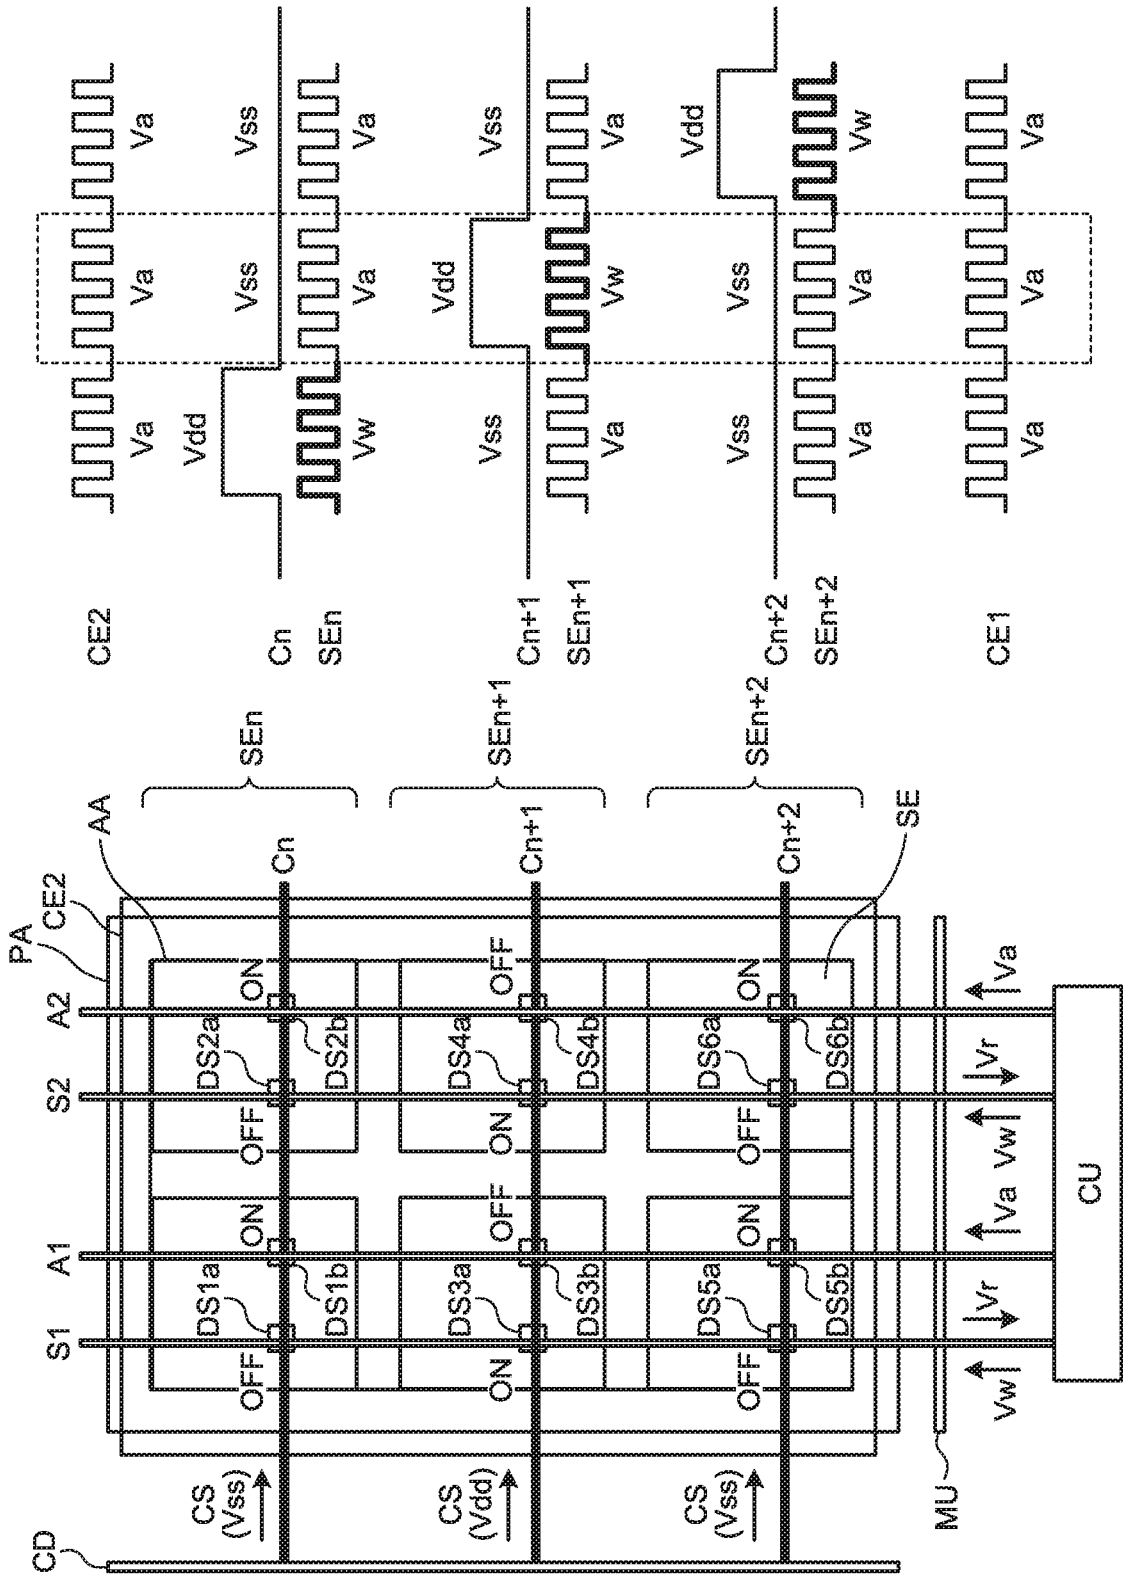 CE2
Va
Va
Va
Cn
Vdd
Vss
Vss
SEn
Vw
Va
Va
Cn+1
Vss
Vdd
Vss
SEn+1
Va
Vw
Va
Cn+2
Vss
Vss
Vdd
SEn+2
Va
Va
Vw
CE1
Va
Va
Va
CD
S1
A1
S2
A2
PA
CE2
AA
CS
(Vss)
OFF
DS1a
DS1b
ON
OFF
DS2a
DS2b
ON
Cn
SEn
CS
(Vdd)
ON
DS3a
DS3b
OFF
ON
DS4a
DS4b
OFF
Cn+1
SEn+1
CS
(Vss)
OFF
DS5a
DS5b
ON
OFF
DS6a
DS6b
ON
Cn+2
SEn+2
SE
MU
Vw
Vr
Va
Vw
Vr
Va
CU